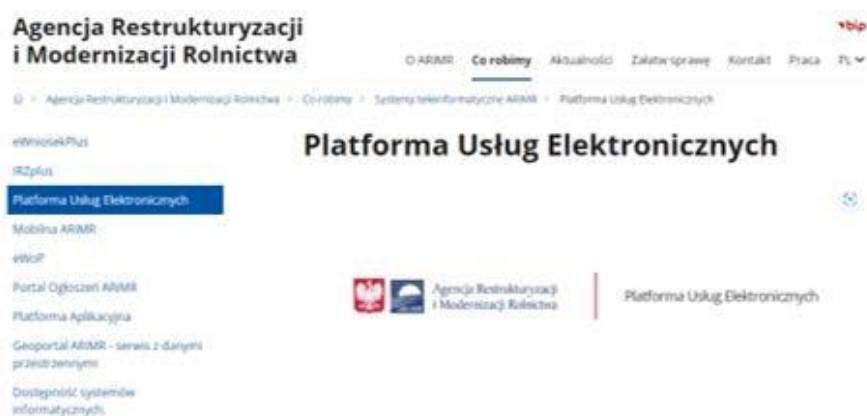 Agencja Restrukturyzacji
i Modernizacji Rolnictwa
bip
O ARiMR Co robimy Aktualności Załatw sprawę Kontakt Praca PL
Agencja Restrukturyzacji i Modernizacji Rolnictwa > Co robimy > Systemy teleinformatyczne ARiMR > Platforma Usług Elektronicznych
eWniosekPlus
IRZplus
Platforma Usług Elektronicznych
Mobilna ARiMR
eWoP
Portal Ogłoszeń ARiMR
Platforma Aplikacyjna
Geoportal ARiMR - serwis z danymi
przestrzennymi
Dostępność systemów
informatycznych.
Platforma Usług Elektronicznych
Agencja Restrukturyzacji
i Modernizacji Rolnictwa
Platforma Usług Elektronicznych